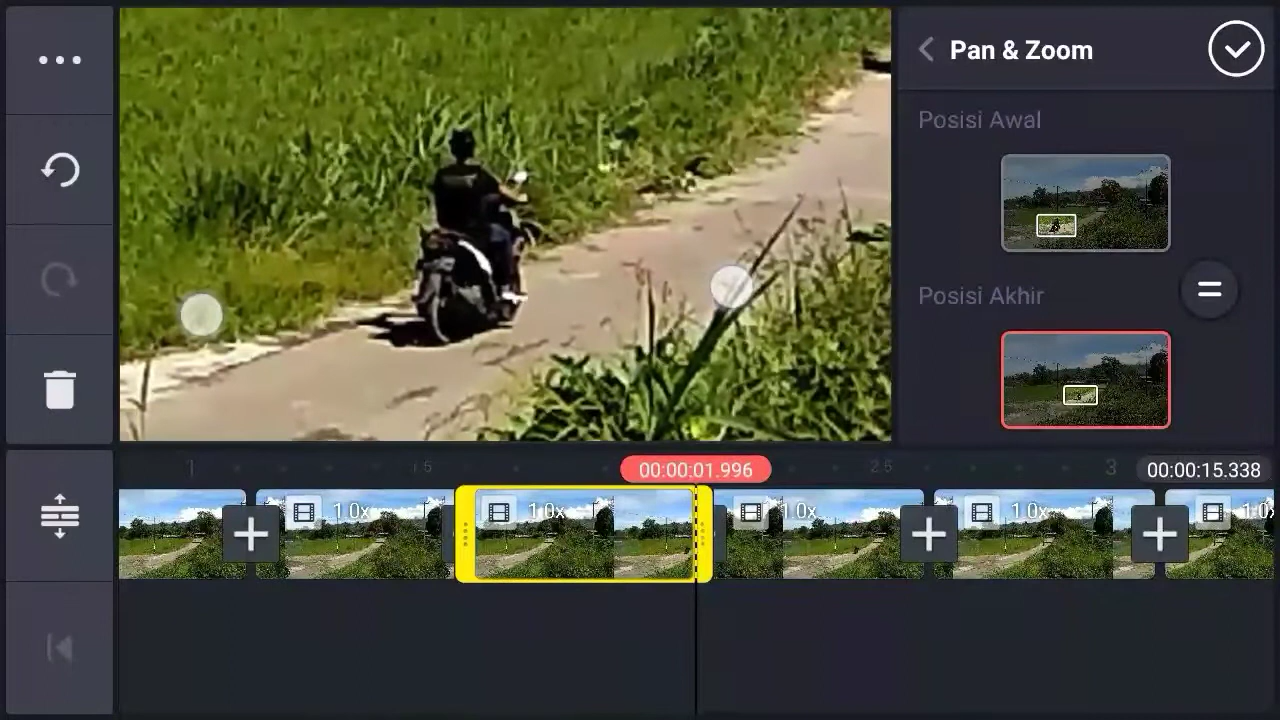 Pan & Zoom
Posisi Awal
Posisi Akhir
1
1.5
00:00:01.996
2.5
3
00:00:15.338
1.0x
1.0x
1.0x
1.0x